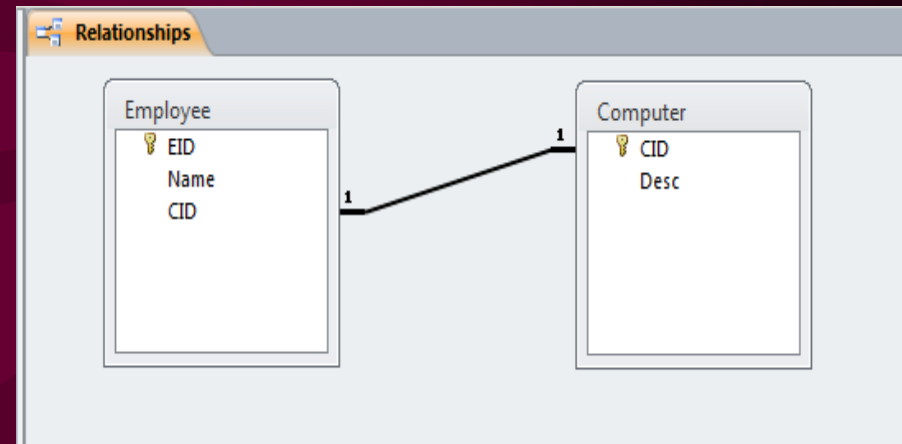 Relationships
Employee
EID
Name
CID
1
1
Computer
CID
Desc